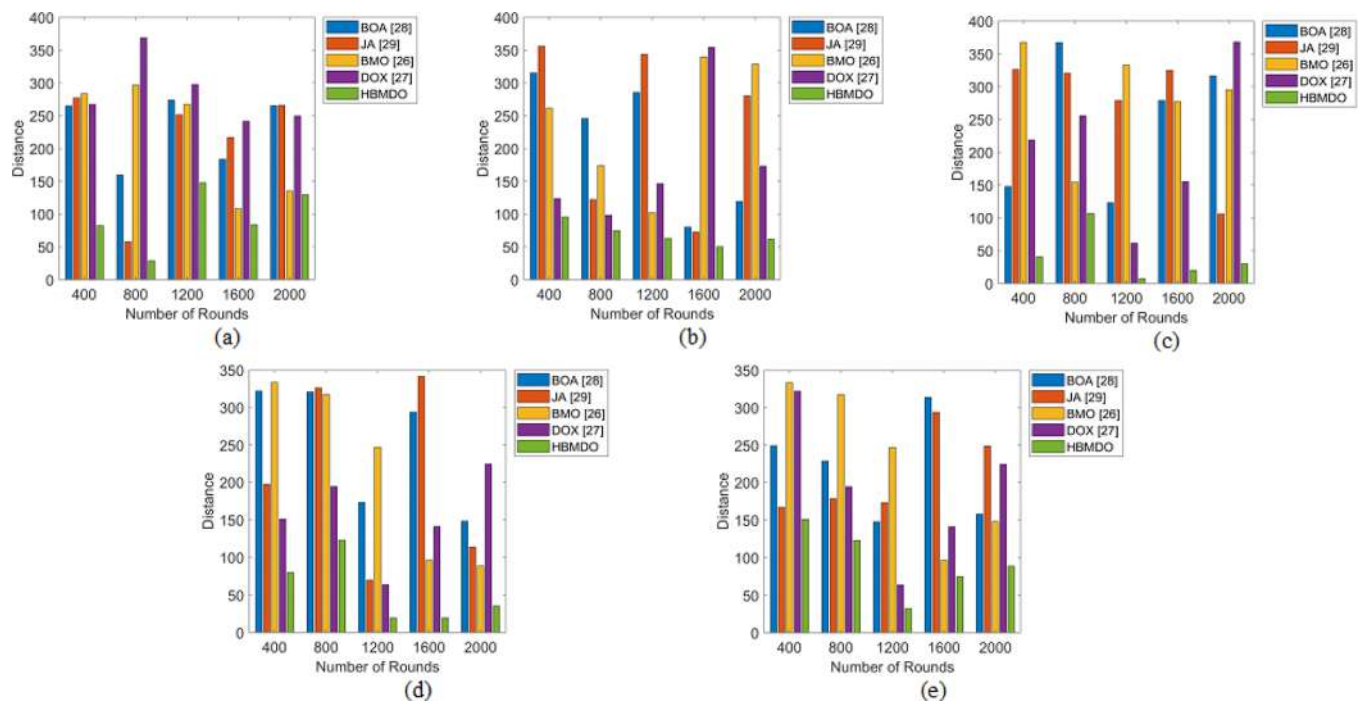 400
350
300
250
200
150
100
50
0
Distance
400 800 1200 1600 2000
Number of Rounds
BOA [28]
JA [29]
BMO [26]
DOX [27]
HBMDO
(a)
400
350
300
250
200
150
100
50
0
Distance
400 800 1200 1600 2000
Number of Rounds
BOA [28]
JA [29]
BMO [26]
DOX [27]
HBMDO
(b)
400
350
300
250
200
150
100
50
0
Distance
400 800 1200 1600 2000
Number of Rounds
BOA [28]
JA [29]
BMO [26]
DOX [27]
HBMDO
(c)
350
300
250
200
150
100
50
0
Distance
400 800 1200 1600 2000
Number of Rounds
BOA [28]
JA [29]
BMO [26]
DOX [27]
HBMDO
(d)
350
300
250
200
150
100
50
0
Distance
400 800 1200 1600 2000
Number of Rounds
BOA [28]
JA [29]
BMO [26]
DOX [27]
HBMDO
(e)